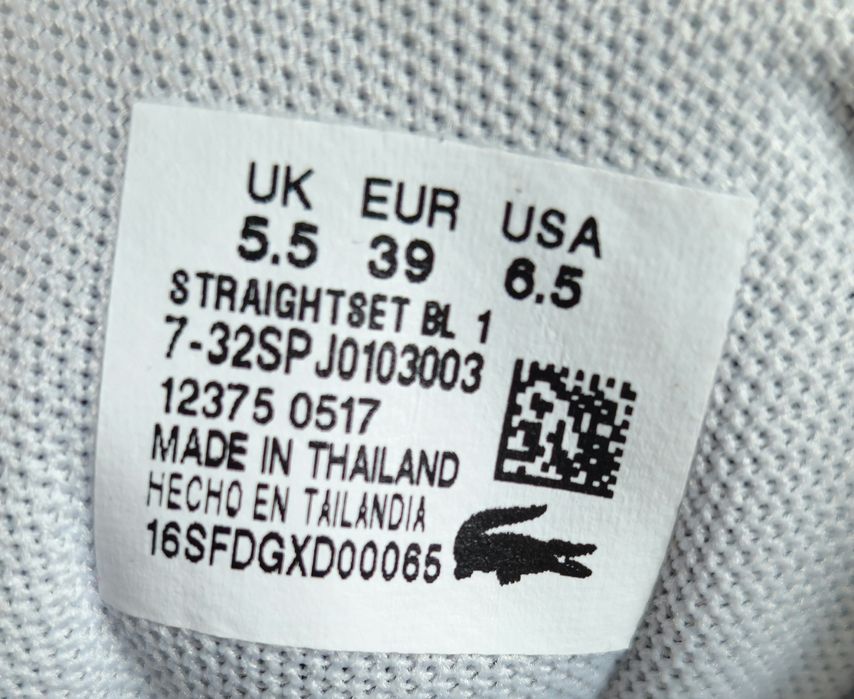 UK EUR USA
5.5 39 6.5
STRAIGHTSET BL 1
7-32SPJ0103003
12375 0517
MADE IN THAILAND
HECHO EN TAILANDIA
16SFDGXD00065